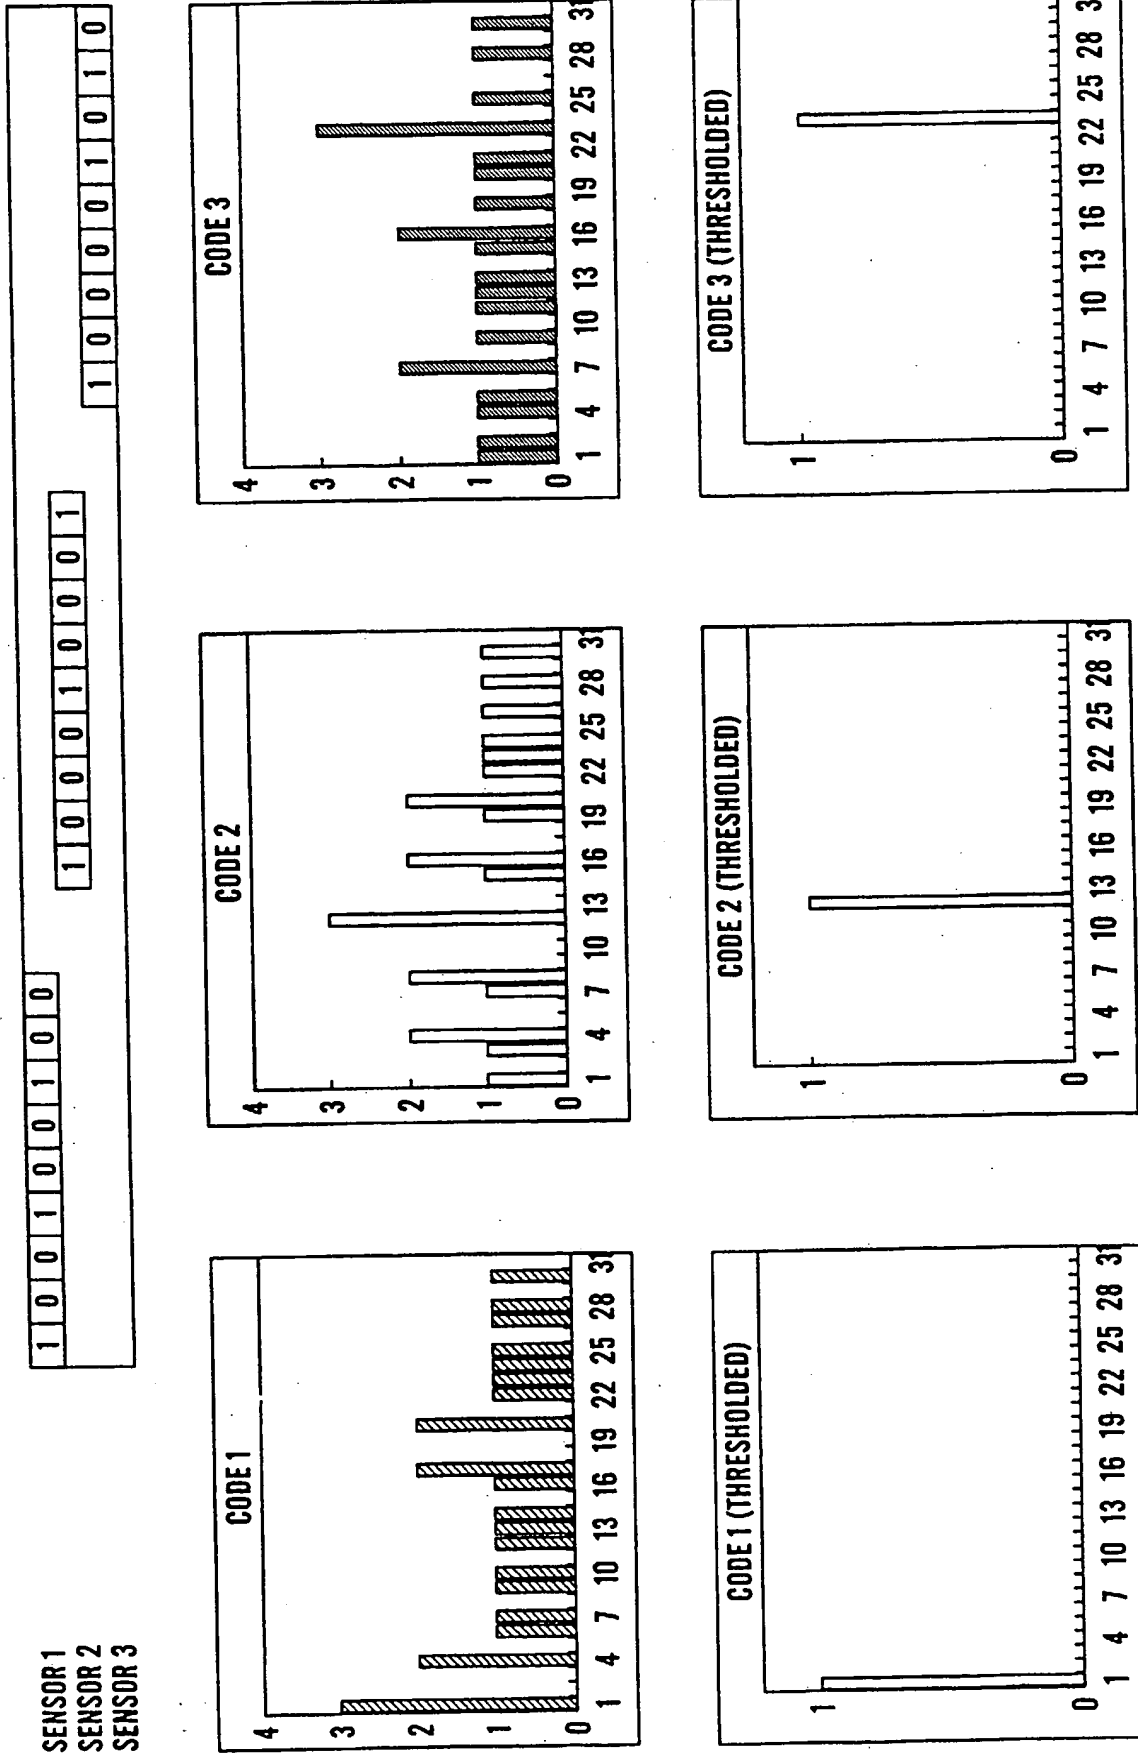 SENSOR 1
1 0 0 1 0 0 1 0 0
SENSOR 2
1 0 0 0 1 0 0 0 1
SENSOR 3
1 0 0 0 0 1 0 1 0
CODE 1
4
3
2
1
0
1 4 7 10 13 16 19 22 25 28 31
CODE 2
4
3
2
1
0
1 4 7 10 13 16 19 22 25 28 31
CODE 3
4
3
2
1
0
1 4 7 10 13 16 19 22 25 28 31
CODE 1 (THRESHOLDED)
1
0
1 4 7 10 13 16 19 22 25 28 31
CODE 2 (THRESHOLDED)
1
0
1 4 7 10 13 16 19 22 25 28 31
CODE 3 (THRESHOLDED)
1
0
1 4 7 10 13 16 19 22 25 28 3